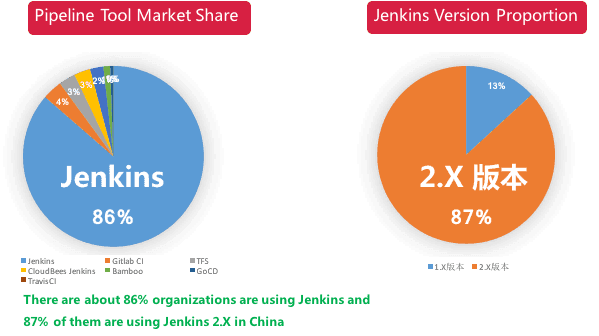 Pipeline Tool Market Share
Jenkins Version Proportion
3%
3%
2%
4%
Jenkins
86%
13%
2.X 版本
87%
Jenkins
Gitlab CI
TFS
CloudBees Jenkins
Bamboo
GoCD
TravisCI
1.X版本
2.X版本
There are about 86% organizations are using Jenkins and
87% of them are using Jenkins 2.X in China